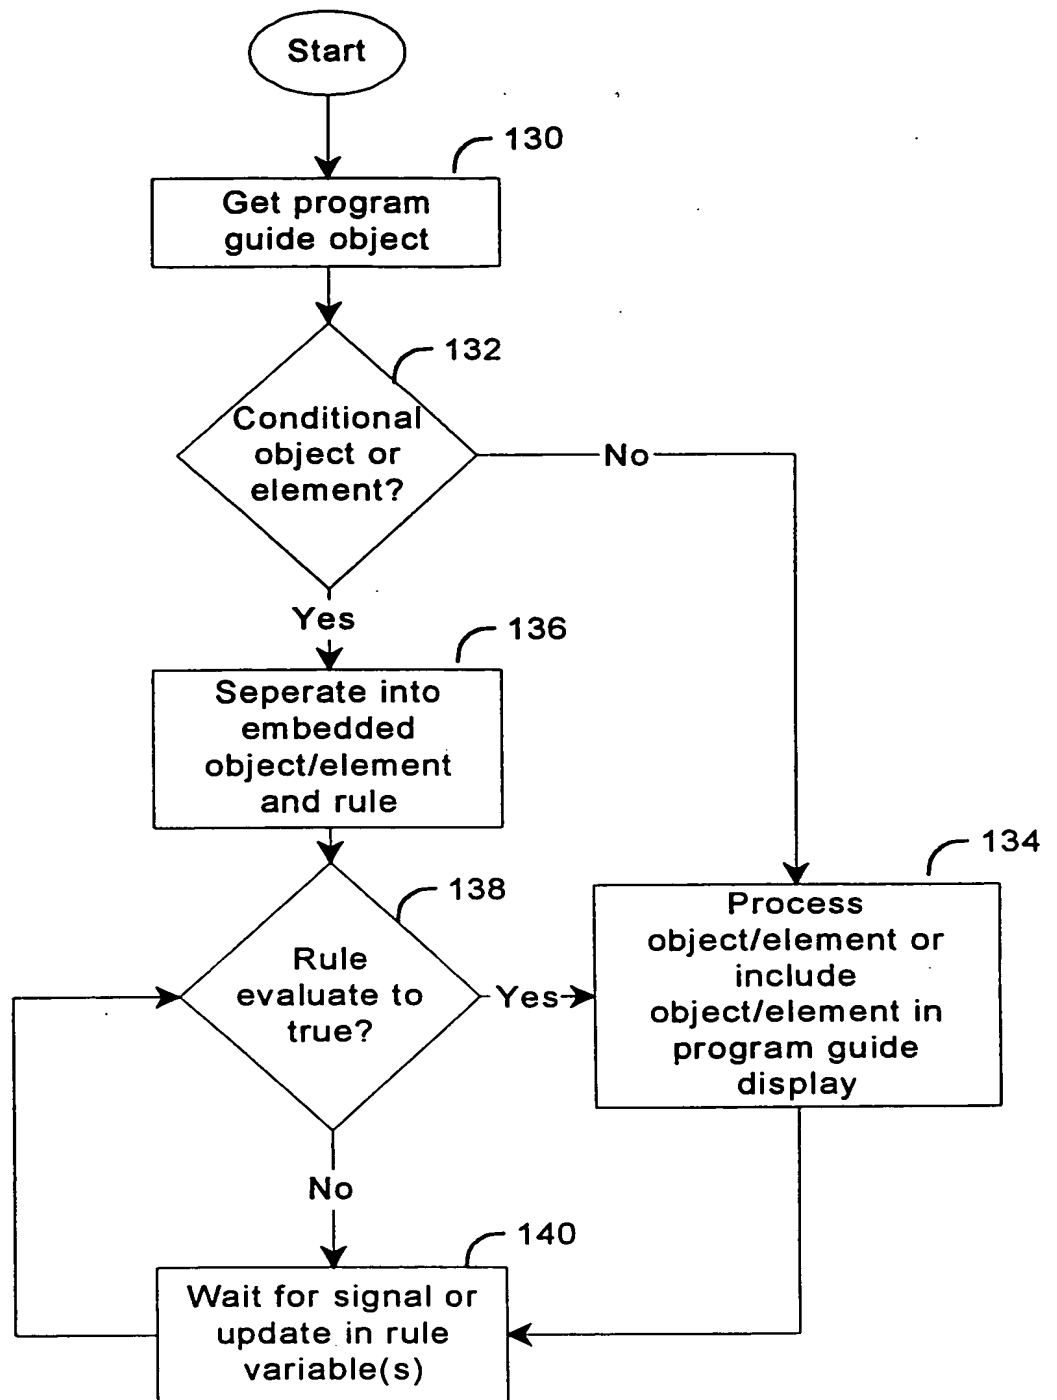 Start
130
Get program
guide object
132
Conditional
object or
element?
No
Yes
136
Seperate into
embedded
object/element
and rule
134
Process
object/element or
include
object/element in
program guide
display
138
Rule
evaluate to
true?
Yes
No
140
Wait for signal or
update in rule
variable(s)